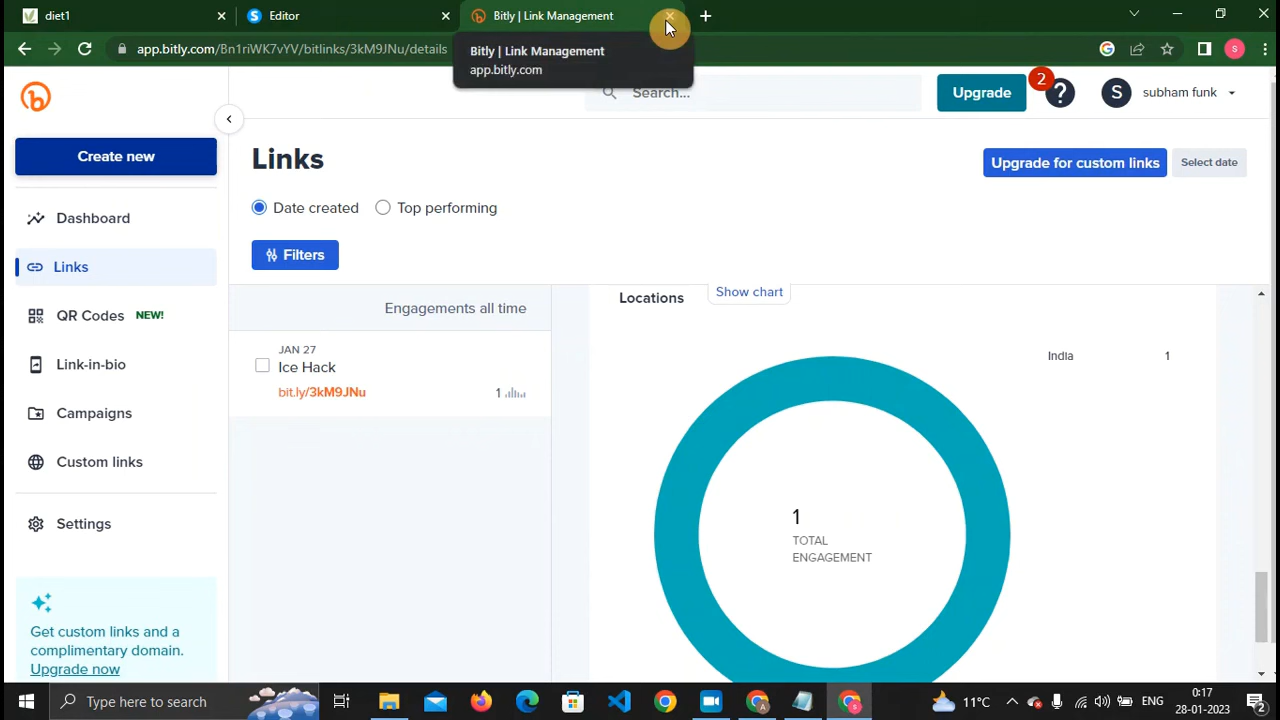 diet1
Editor
Bitly | Link Management
app.bitly.com/Bn1riWK7vYV/bitlinks/3kM9JNu/details
S
Bitly | Link Management
app.bitly.com
Search...
Upgrade
2
?
S
subham funk
Create new
Links
Upgrade for custom links
Select date
Date created
Top performing
Dashboard
Links
Filters
QR Codes NEW!
Engagements all time
Locations
Show chart
JAN 27
Ice Hack
bit.ly/3kM9JNu
1
India 1
Link-in-bio
Campaigns
Custom links
Settings
1
TOTAL
ENGAGEMENT
Get custom links and a
complimentary domain.
Upgrade now
Type here to search
11°C
ENG
0:17
28-01-2023
2